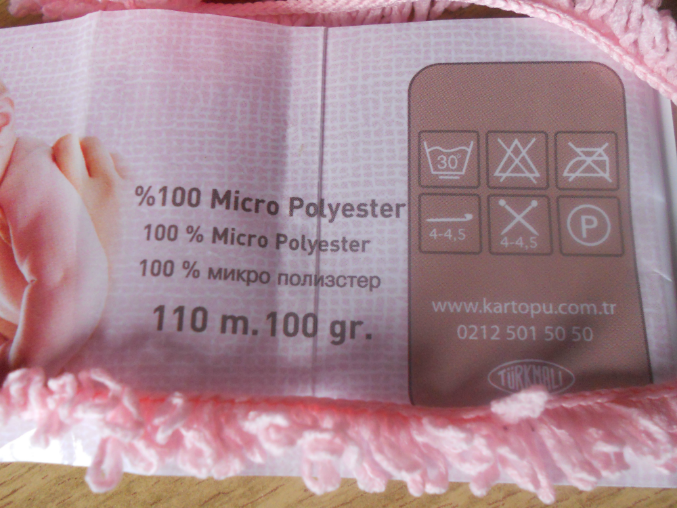 %100 Micro Polyester
100 % Micro Polyester
100 % микро полиэстер
110 m. 100 gr.
30°
4-4,5
4-4,5
P
www.kartopu.com.tr
0212 501 50 50
TÜRKMALI